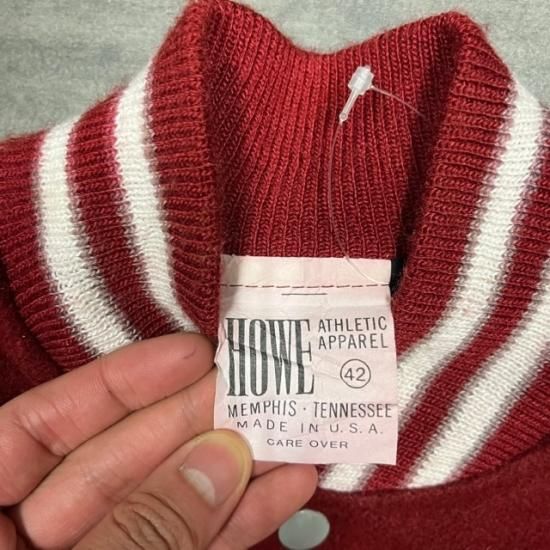 HOWE ATHLETIC
APPAREL
42
MEMPHIS · TENNESSEE
MADE IN U.S.A.
CARE OVER